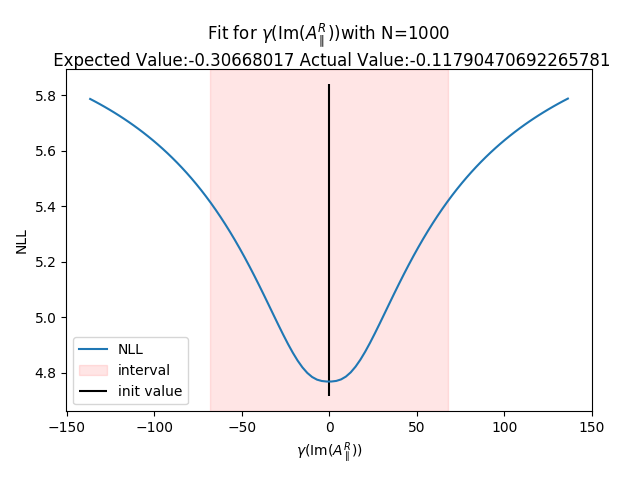 Fit for γ(Im(A_∥^R))with N=1000
Expected Value:-0.30668017 Actual Value:-0.11790470692265781
5.8
5.6
5.4
5.2
5.0
4.8
NLL
NLL
interval
init value
−150
−100
−50
0
50
100
150
γ(Im(A_∥^R))